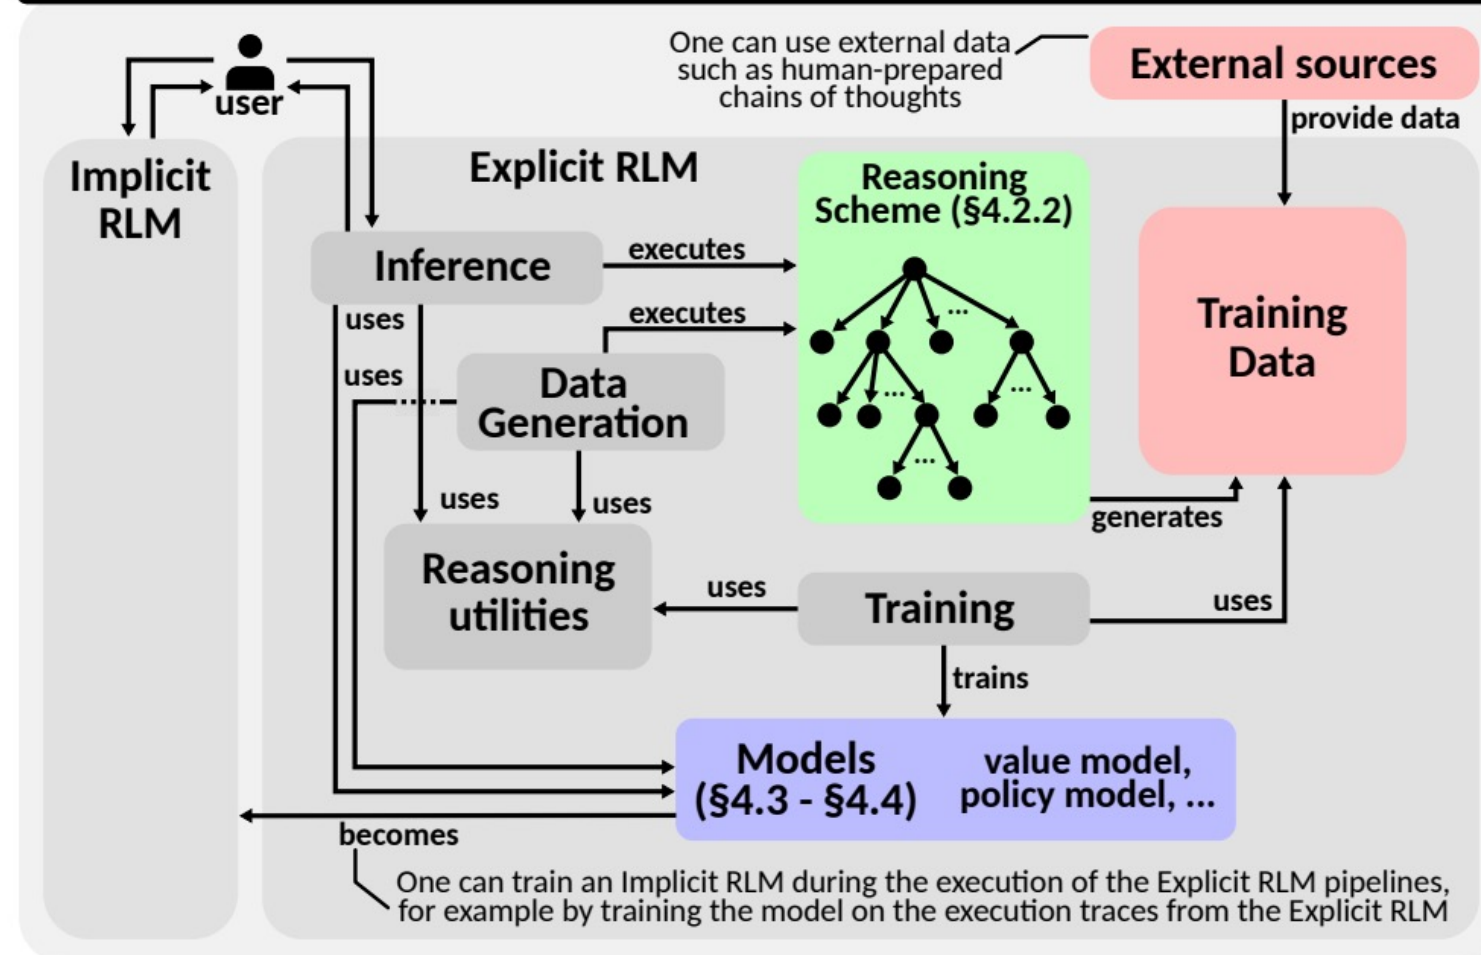 One can use external data
such as human-prepared
chains of thoughts
External sources
provide data
user
Implicit
RLM
Explicit RLM
Reasoning
Scheme (§4.2.2)
...
...
...
...
Inference
executes
executes
uses
uses
Data
Generation
Training
Data
uses
uses
generates
Reasoning
utilities
uses
Training
uses
trains
Models
(§4.3 - §4.4)
value model,
policy model, ...
becomes
One can train an Implicit RLM during the execution of the Explicit RLM pipelines,
for example by training the model on the execution traces from the Explicit RLM